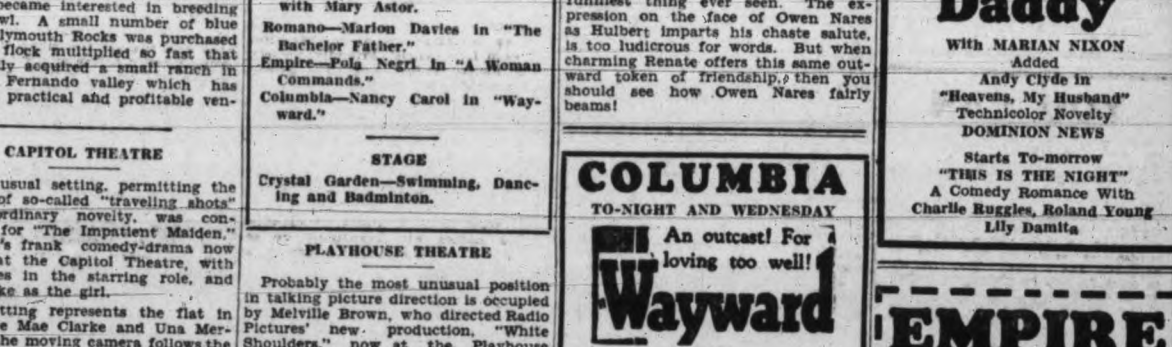 became interested in breeding
wl. A small number of blue
lymouth Rocks was purchased
flock multiplied so fast that
ly acquired a small ranch in
Fernando valley which has
practical and profitable ven-
CAPITOL THEATRE
usual setting, permitting the
of so-called "traveling shots"
rdinary novelty, was con-
for "The Impatient Maiden."
's frank comedy-drama now
at the Capitol Theatre, with
es in the starring role, and
ke as the girl.
tting represents the flat in
e Mae Clarke and Una Mer-
he moving camera follows the
with Mary Astor.
Romano—Marion Davies in "The
Bachelor Father."
Empire—Pola Negri in "A Woman
Commands."
Columbia—Nancy Carol in "Way-
ward."
STAGE
Crystal Garden—Swimming, Danc-
ing and Badminton.
PLAYHOUSE THEATRE
Probably the most unusual position
in talking picture direction is occupied
by Melville Brown, who directed Radio
Pictures' new production, "White
Shoulders," now at the Playhouse
funniest thing ever seen. The ex-
pression on the face of Owen Nares
as Hulbert imparts his chaste salute,
is too ludicrous for words. But when
charming Renate offers this same out-
ward token of friendship, then you
should see how Owen Nares fairly
beams!
COLUMBIA
TO-NIGHT AND WEDNESDAY
An outcast! For
loving too well!
Wayward
Daddy
With MARIAN NIXON
Added
Andy Clyde in
"Heavens, My Husband"
Technicolor Novelty
DOMINION NEWS
Starts To-morrow
"THIS IS THE NIGHT"
A Comedy Romance With
Charlie Ruggles, Roland Young
Lily Damita
EMPIRE